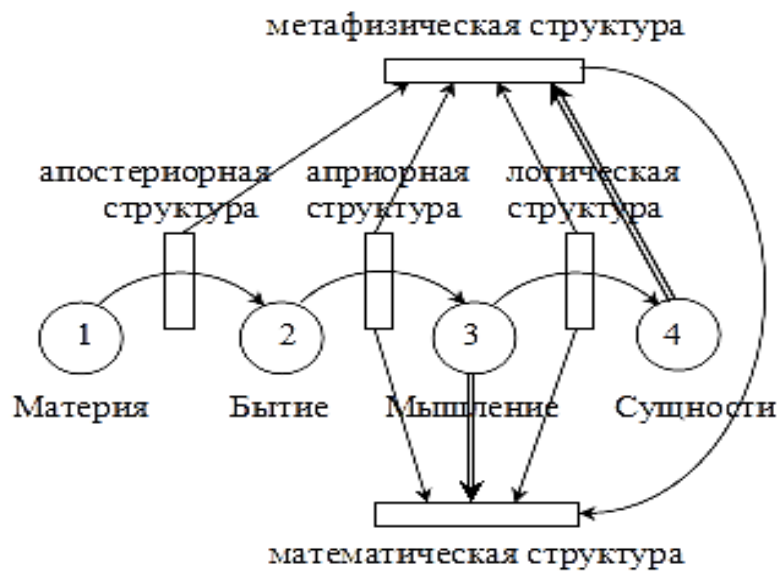 метафизическая структура
апостериорная
структура
априорная
структура
логическая
структура
1
2
3
4
Материя
Бытие
Мышление
Сущности
математическая структура